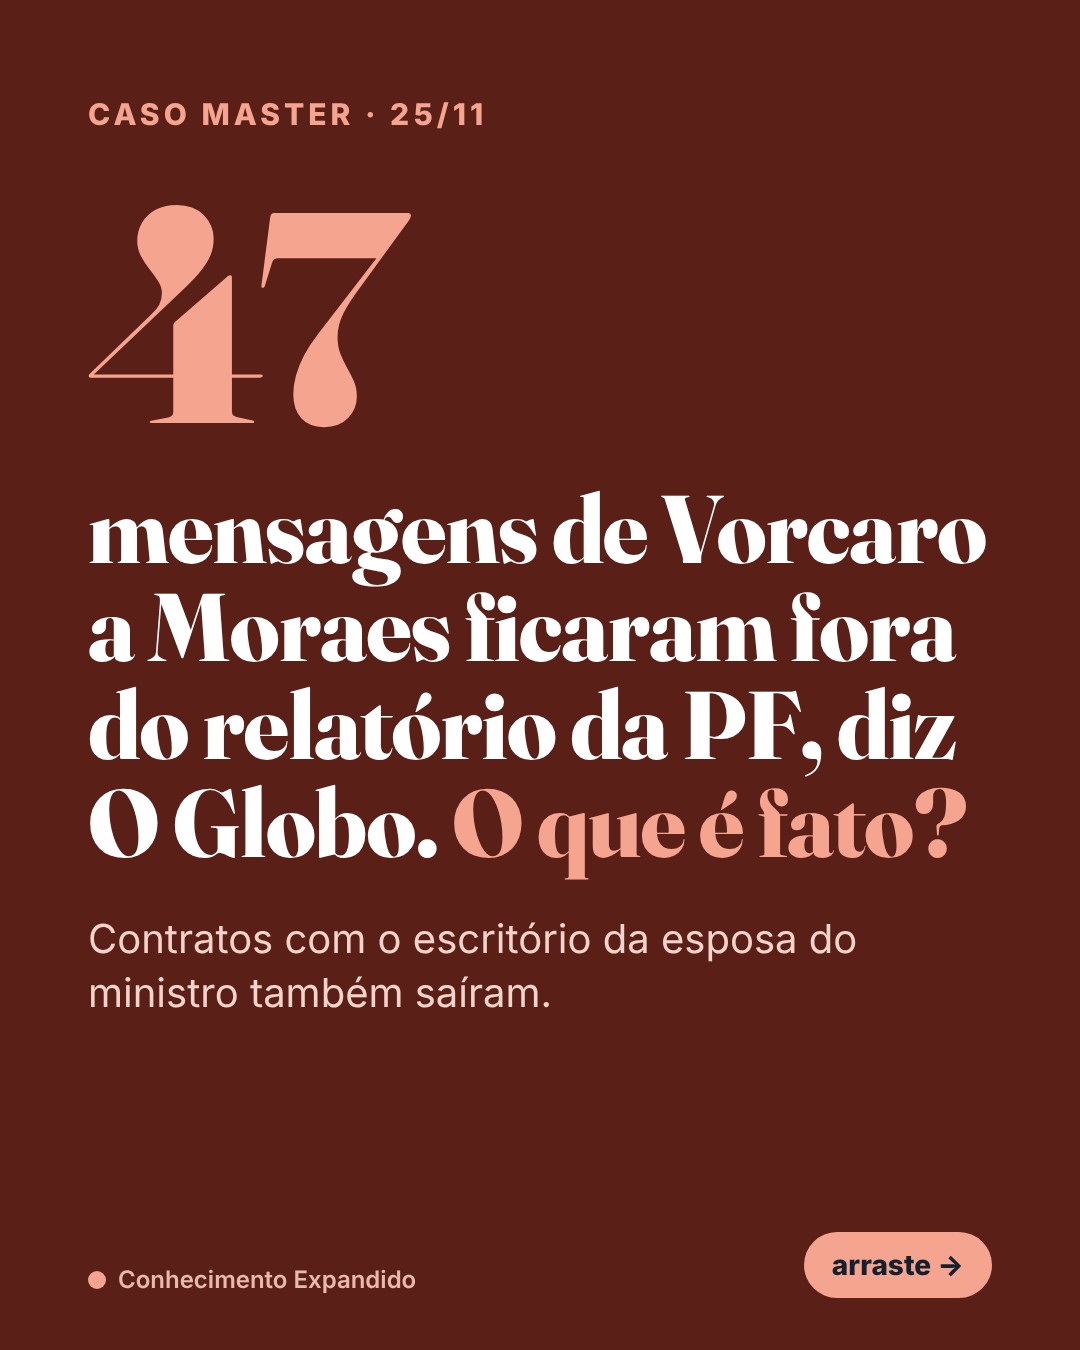 CASO MASTER · 25/11
47
mensagens de Vorcaro
a Moraes ficaram fora
do relatório da PF, diz
O Globo. O que é fato?
Contratos com o escritório da esposa do
ministro também saíram.
Conhecimento Expandido
arraste →